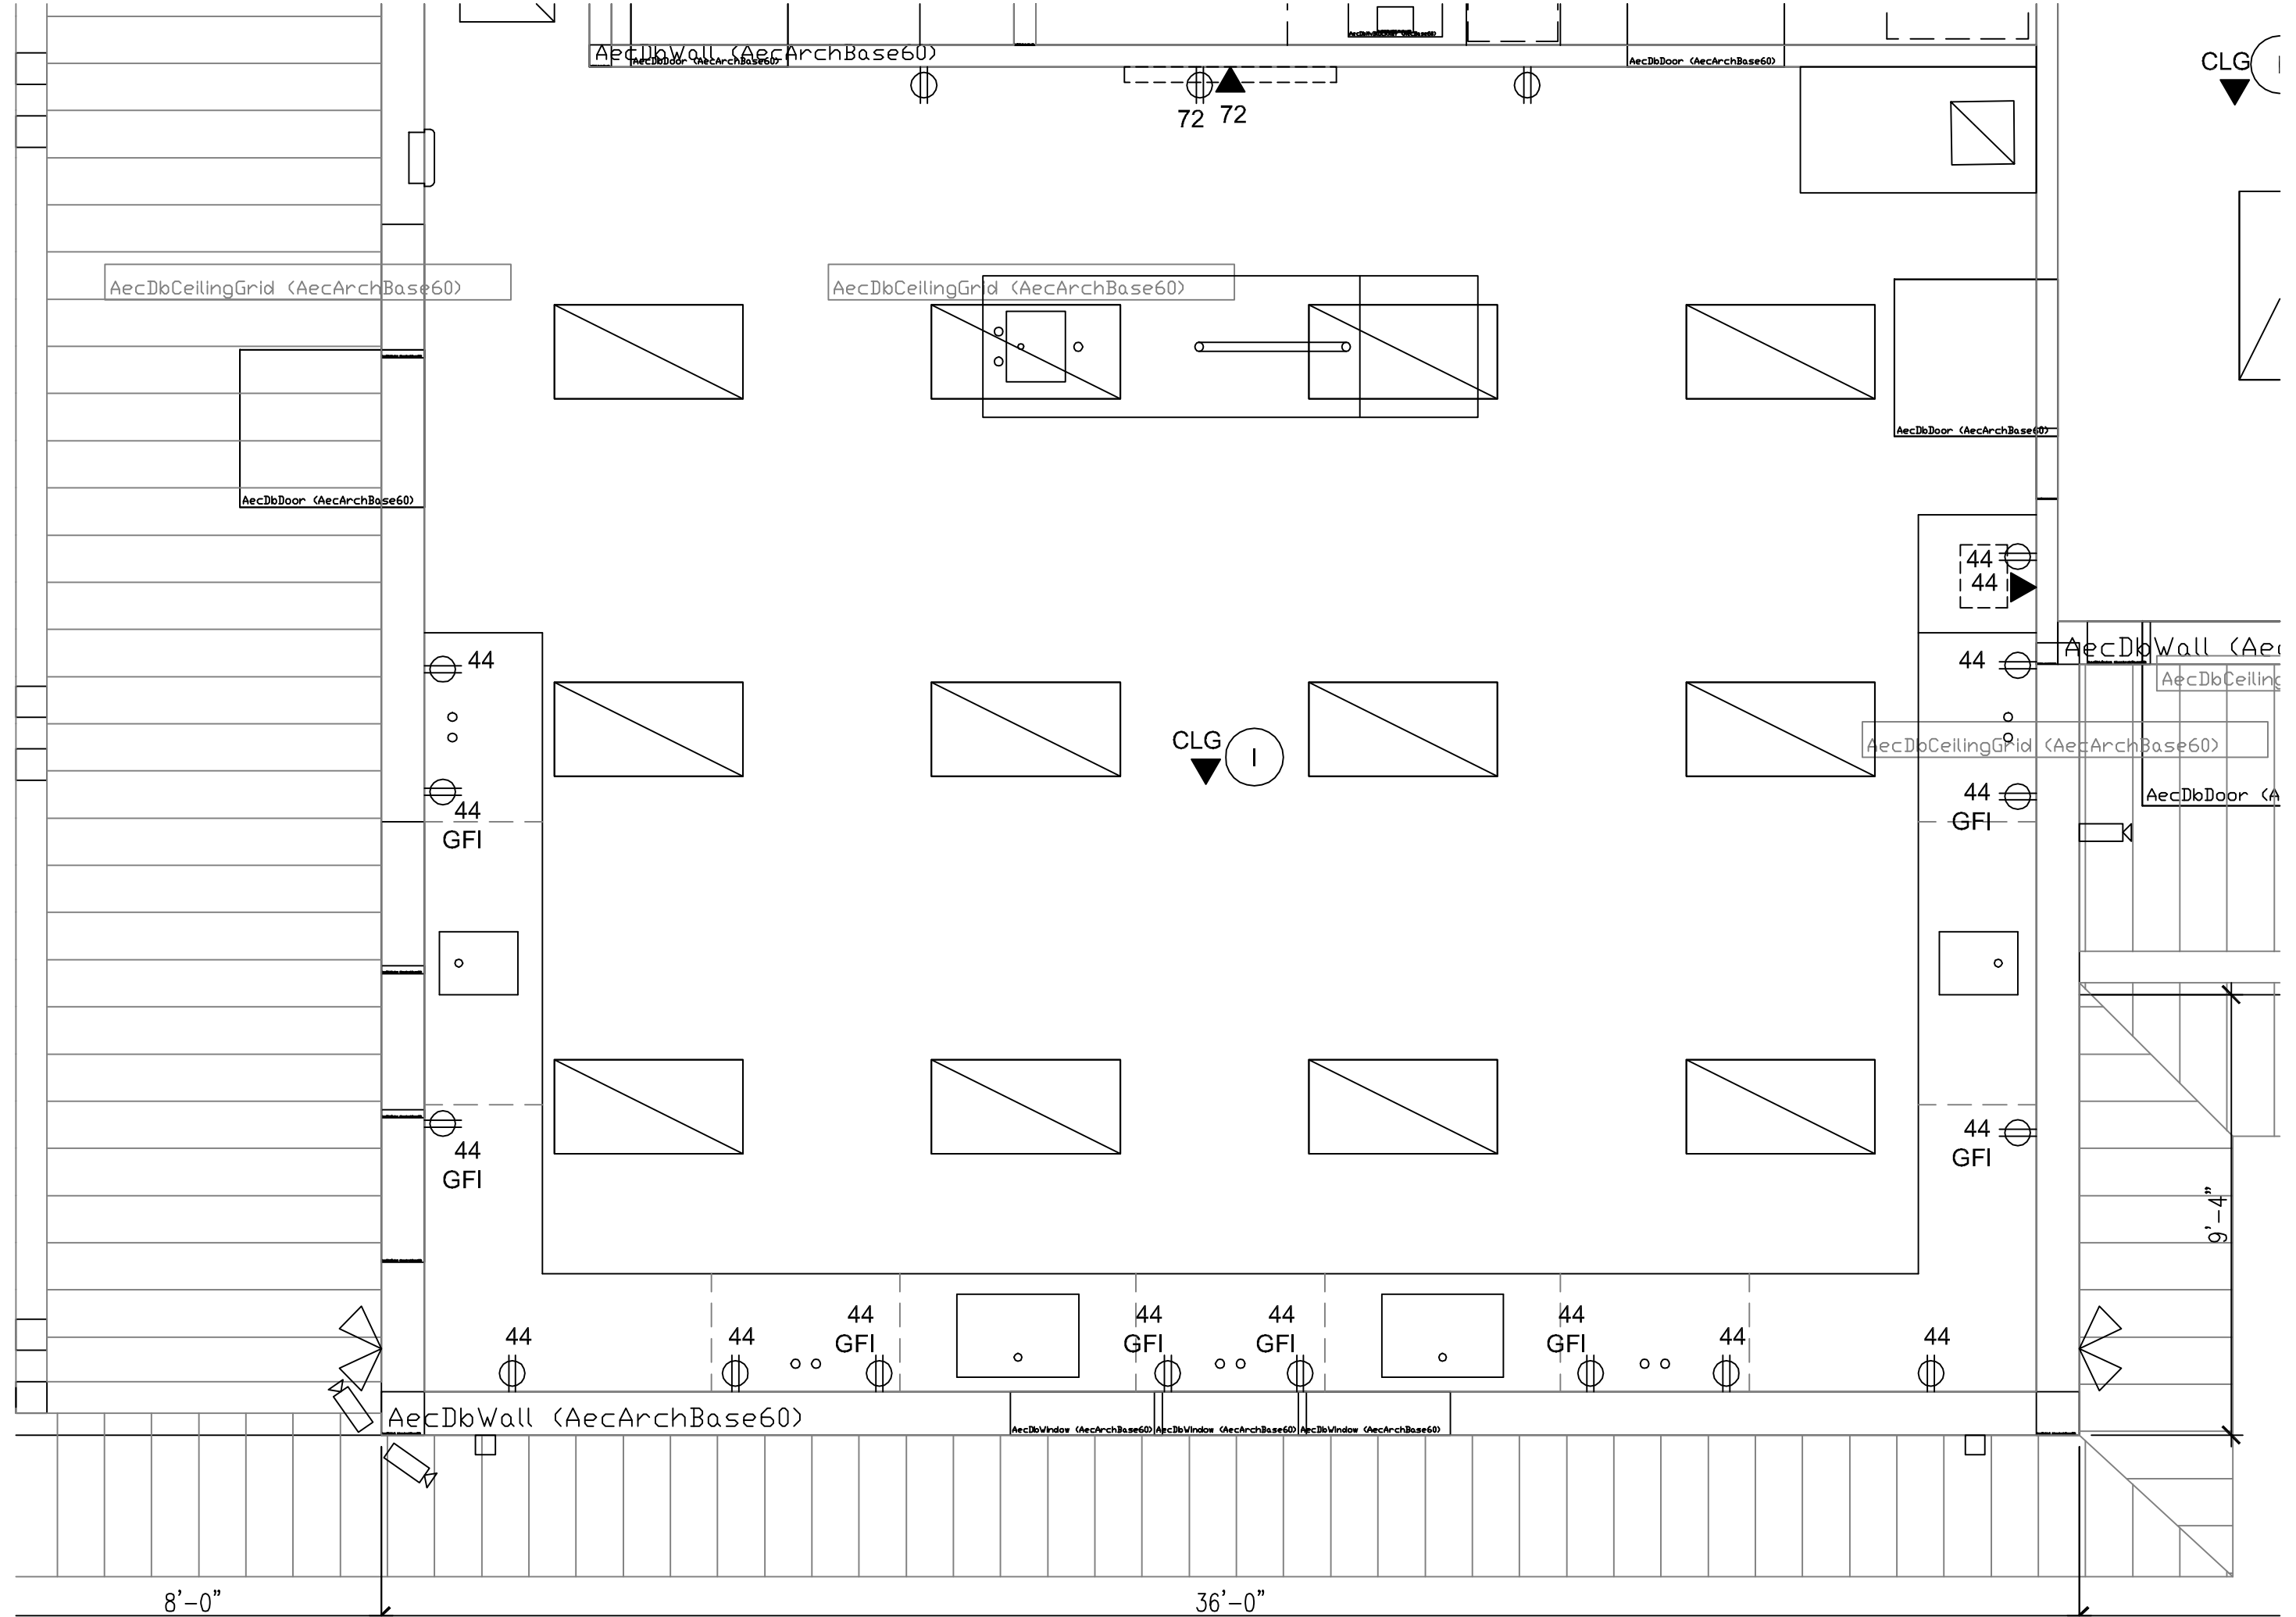 AecDbWall (AecArchBase60)
AecDbDoor (AecArchBase60)
AecDbDoor (AecArchBase60)
CLG
72
72
AecDbCeilingGrid (AecArchBase60)
AecDbCeilingGrid (AecArchBase60)
AecDbDoor (AecArchBase60)
AecDbDoor (AecArchBase60)
44
44
44
44
AecDbWall (Aec
AecDbCeiling
CLG
I
AecDbCeilingGrid (AecArchBase60)
AecDbDoor (A
44
GFI
44
GFI
44
GFI
44
GFI
9'-4"
44
44
44
GFI
44
GFI
44
GFI
44
GFI
44
44
AecDbWall (AecArchBase60)
AecDbWindow (AecArchBase60)
AecDbWindow (AecArchBase60)
AecDbWindow (AecArchBase60)
8'-0"
36'-0"